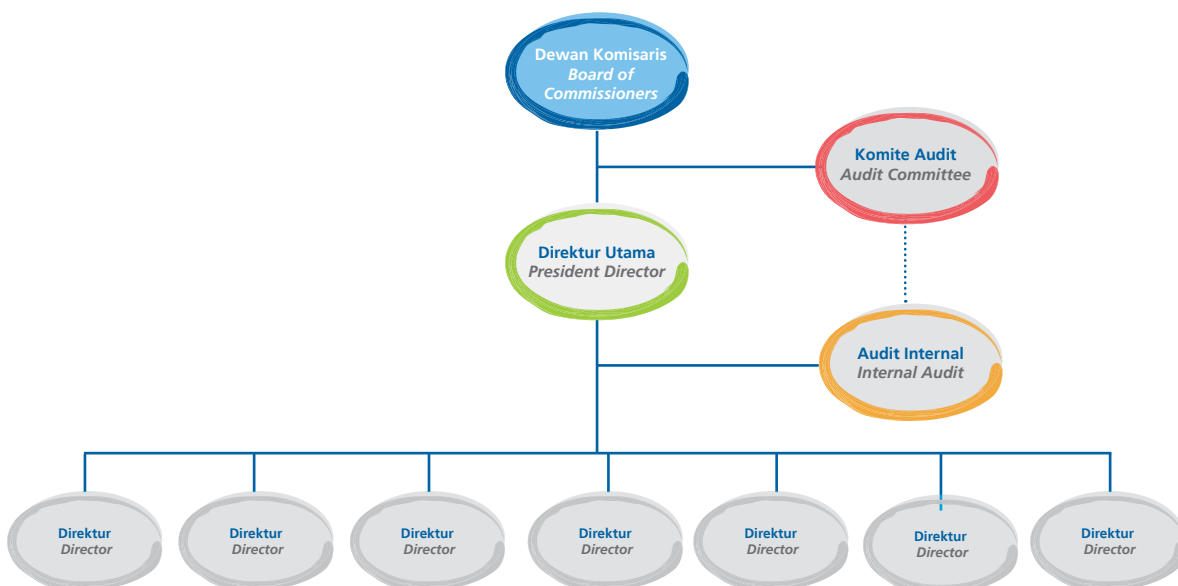 Dewan Komisaris
Board of
Commissioners
Komite Audit
Audit Committee
Direktur Utama
President Director
Audit Internal
Internal Audit
Direktur
Director
Direktur
Director
Direktur
Director
Direktur
Director
Direktur
Director
Direktur
Director
Direktur
Director